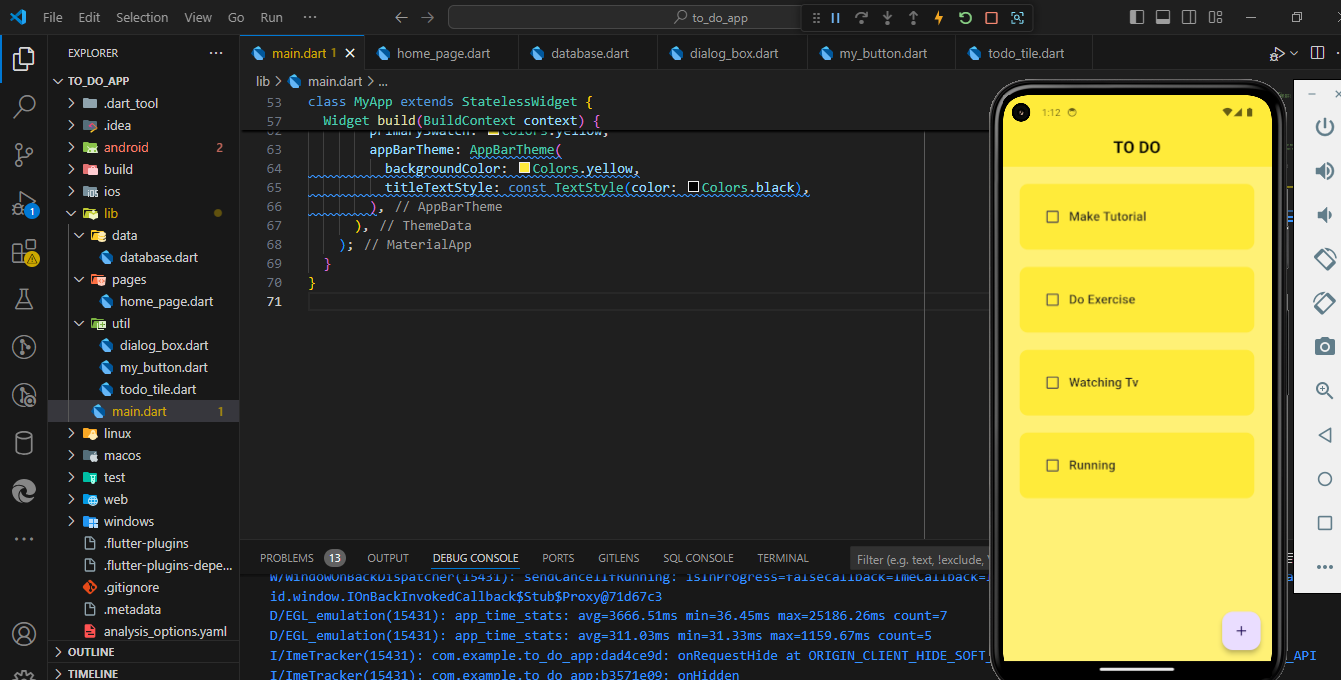 File Edit Selection View Go Run ··· to_do_app
EXPLORER ···
TO_DO_APP
.dart_tool
.idea
android 2
build
ios
lib
data
database.dart
pages
home_page.dart
util
dialog_box.dart
my_button.dart
todo_tile.dart
main.dart 1
linux
macos
test
web
windows
.flutter-plugins
.flutter-plugins-depe...
.gitignore
.metadata
analysis_options.yaml
OUTLINE
TIMELINE
1
main.dart 1 home_page.dart database.dart dialog_box.dart my_button.dart todo_tile.dart
lib > main.dart > ...
53 class MyApp extends StatelessWidget {
57 Widget build(BuildContext context) {
62 primarySwatch: Colors.yellow,
63 appBarTheme: AppBarTheme(
64 backgroundColor: Colors.yellow,
65 titleTextStyle: const TextStyle(color: Colors.black),
66 ), // AppBarTheme
67 ), // ThemeData
68 ); // MaterialApp
69 }
70 }
71
PROBLEMS 13 OUTPUT DEBUG CONSOLE PORTS GITLENS SQL CONSOLE TERMINAL Filter (e.g. text, !exclude,
W/WindowOnBackDispatcher(15431): sendCancelIfRunning: isInProgress=falsecallback=ImeCallback=
id.window.IOnBackInvokedCallback$Stub$Proxy@71d67c3
D/EGL_emulation(15431): app_time_stats: avg=3666.51ms min=36.45ms max=25186.26ms count=7
D/EGL_emulation(15431): app_time_stats: avg=311.03ms min=31.33ms max=1159.67ms count=5
I/ImeTracker(15431): com.example.to_do_app:dad4ce9d: onRequestHide at ORIGIN_CLIENT_HIDE_SOFT_ _API
I/ImeTracker(15431): com.example.to_do_app:b3571e09: onHidden
1:12
TO DO
Make Tutorial
Do Exercise
Watching Tv
Running
+